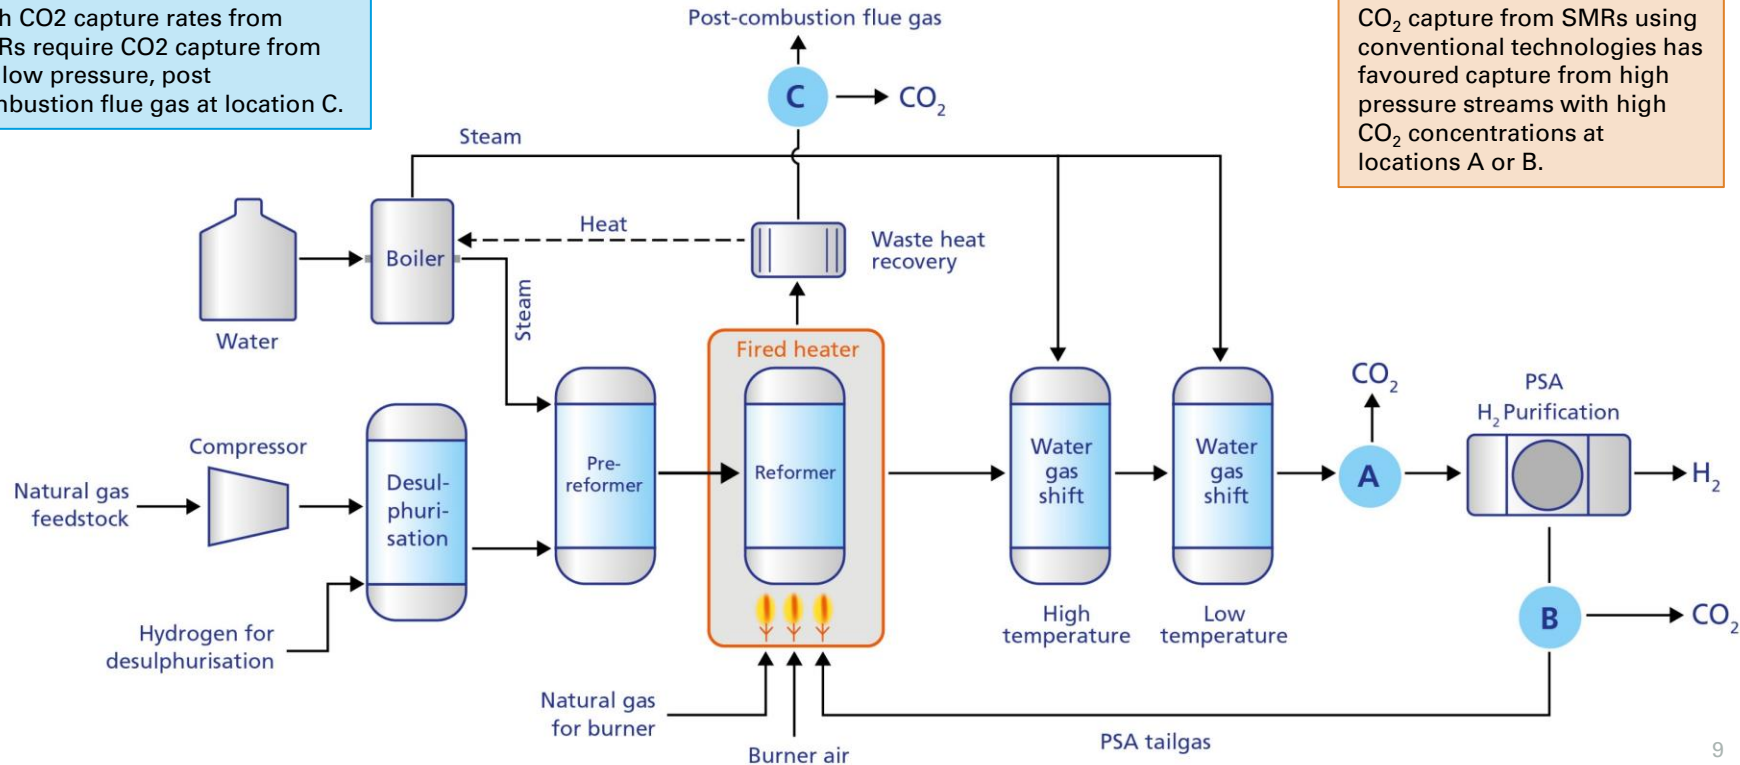 CO2 capture rates from
require CO2 capture from
low pressure, post
flue gas at location C.
Post-combustion flue gas
CO₂ capture from SMRs using
conventional technologies has
favoured capture from high
pressure streams with high
CO₂ concentrations at
locations A or B.
C
CO₂
Steam
Water
Boiler
Heat
Waste heat
recovery
Steam
Fired heater
Compressor
Natural gas
feedstock
Desul-
phuri-
sation
Hydrogen for
desulphurisation
Pre-
reformer
Reformer
Water
gas
shift
High
temperature
Water
gas
shift
Low
temperature
CO₂
A
PSA
H₂ Purification
H₂
B
CO₂
Natural gas
for burner
Burner air
PSA tailgas
9